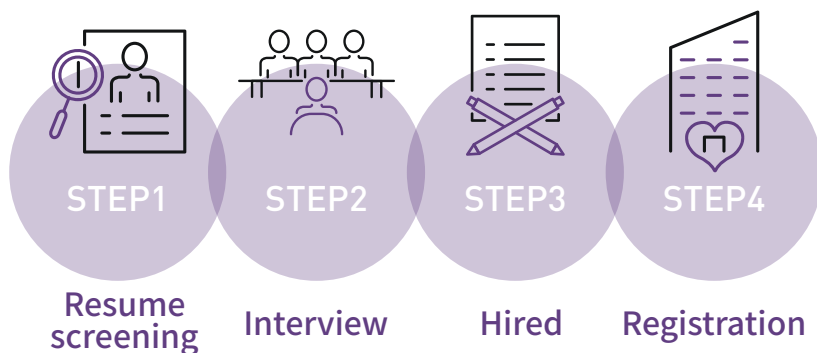 STEP1
STEP2
STEP3
STEP4
Resume
screening
Interview
Hired
Registration